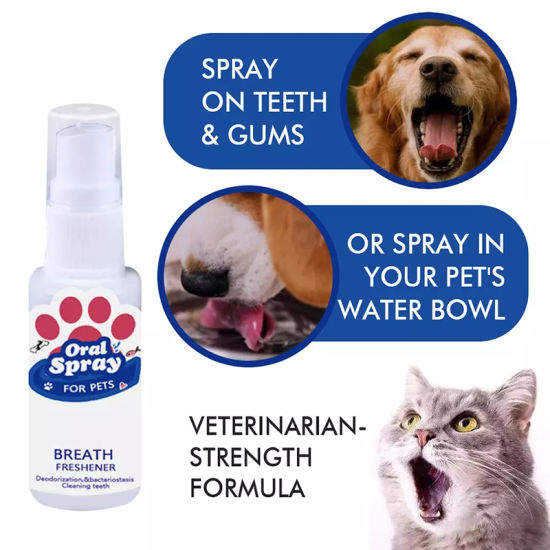 SPRAY
ON TEETH
& GUMS
OR SPRAY IN
YOUR PET'S
WATER BOWL
Oral
Spray
FOR PETS
BREATH
FRESHENER
Deodorization,&bacteriostasis
Cleaning teeth
VETERINARIAN-
STRENGTH
FORMULA